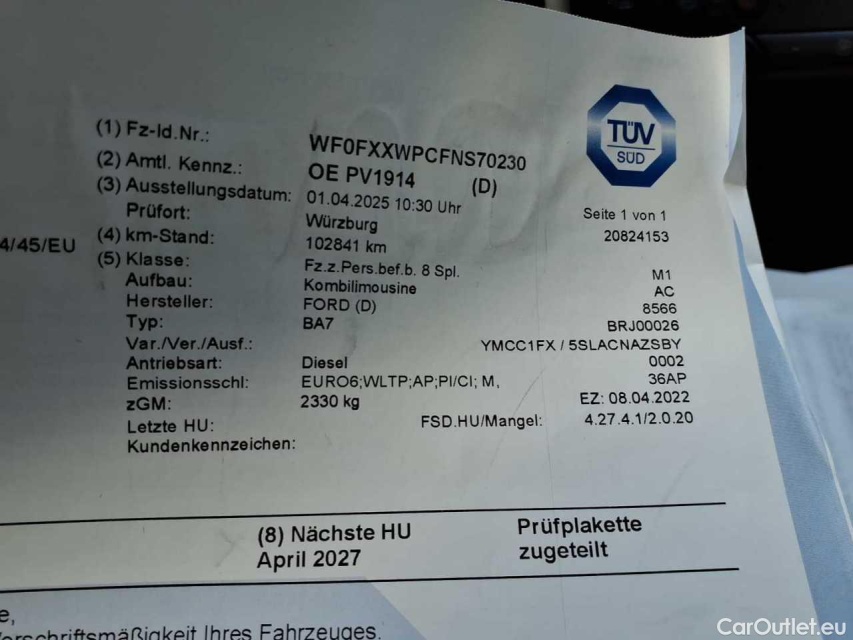 TÜV
SÜD
(1) Fz-Id.Nr.: WF0FXXWPCFNS70230
(2) Amtl. Kennz.: OE PV1914 (D)
(3) Ausstellungsdatum: 01.04.2025 10:30 Uhr Seite 1 von 1
Prüfort: Würzburg 20824153
4/45/EU (4) km-Stand: 102841 km
(5) Klasse: Fz.z.Pers.bef.b. 8 Spl. M1
Aufbau: Kombilimousine AC
Hersteller: FORD (D) 8566
Typ: BA7 BRJ00026
Var./Ver./Ausf.: YMCC1FX / 5SLACNAZSBY
Antriebsart: Diesel 0002
Emissionsschl: EURO6;WLTP;AP;PI/CI; M, 36AP
zGM: 2330 kg EZ: 08.04.2022
Letzte HU: FSD.HU/Mangel: 4.27.4.1/2.0.20
Kundenkennzeichen:
(8) Nächste HU Prüfplakette
April 2027 zugeteilt
e,
orschriftsmäßigkeit Ihres Fahrzeuges.
CarOutlet.eu